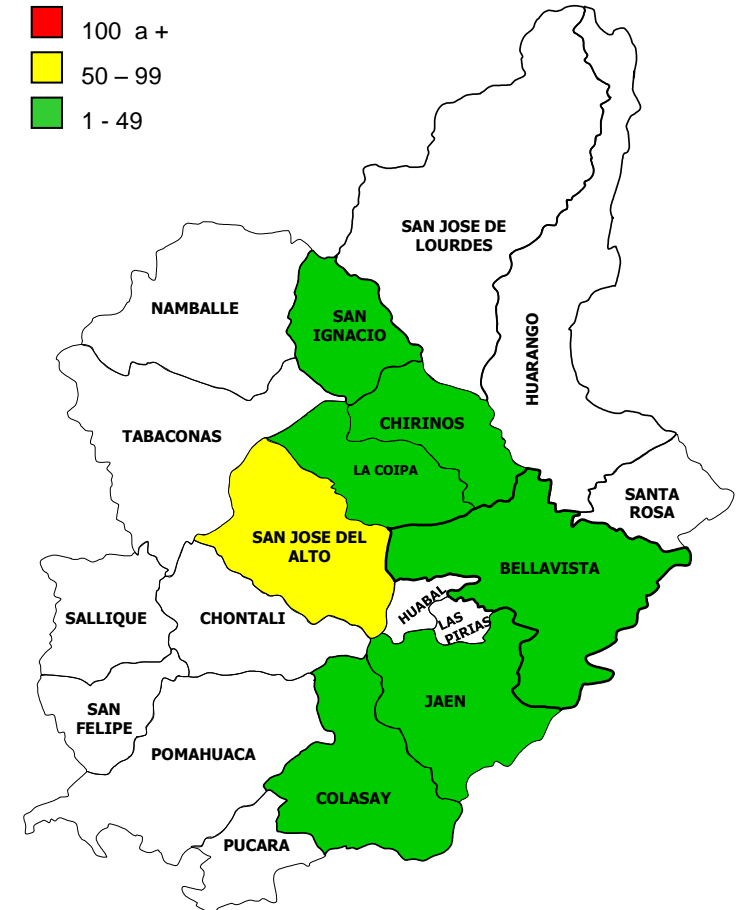 100 a +
50 – 99
1 - 49
SAN JOSE DE
LOURDES
NAMBALLE
SAN
IGNACIO
HUARANGO
CHIRINOS
TABACONAS
LA COIPA
SANTA
ROSA
SAN JOSE DEL
ALTO
BELLAVISTA
HUABAL
LAS
PIRIAS
SALLIQUE
CHONTALI
JAEN
SAN
FELIPE
POMAHUACA
COLASAY
PUCARA